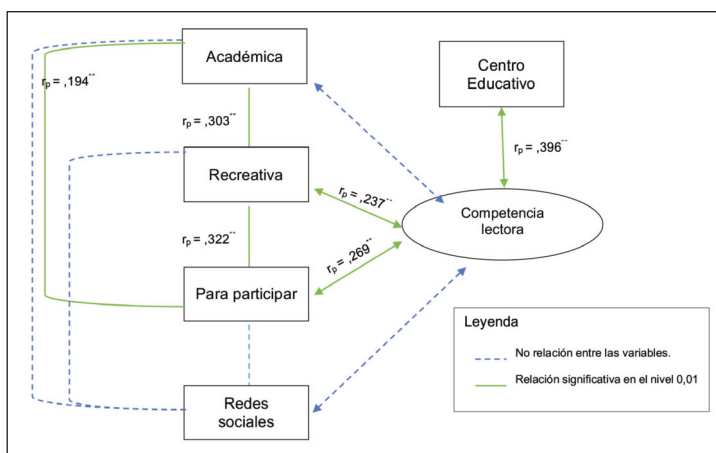 Académica
Centro
Educativo
rp = ,194**
rp = ,303**
rp = ,396**
Recreativa
rp = ,237**
Competencia
lectora
rp = ,322**
rp = ,269**
Para participar
Leyenda
No relación entre las variables.
Relación significativa en el nivel 0,01
Redes
sociales